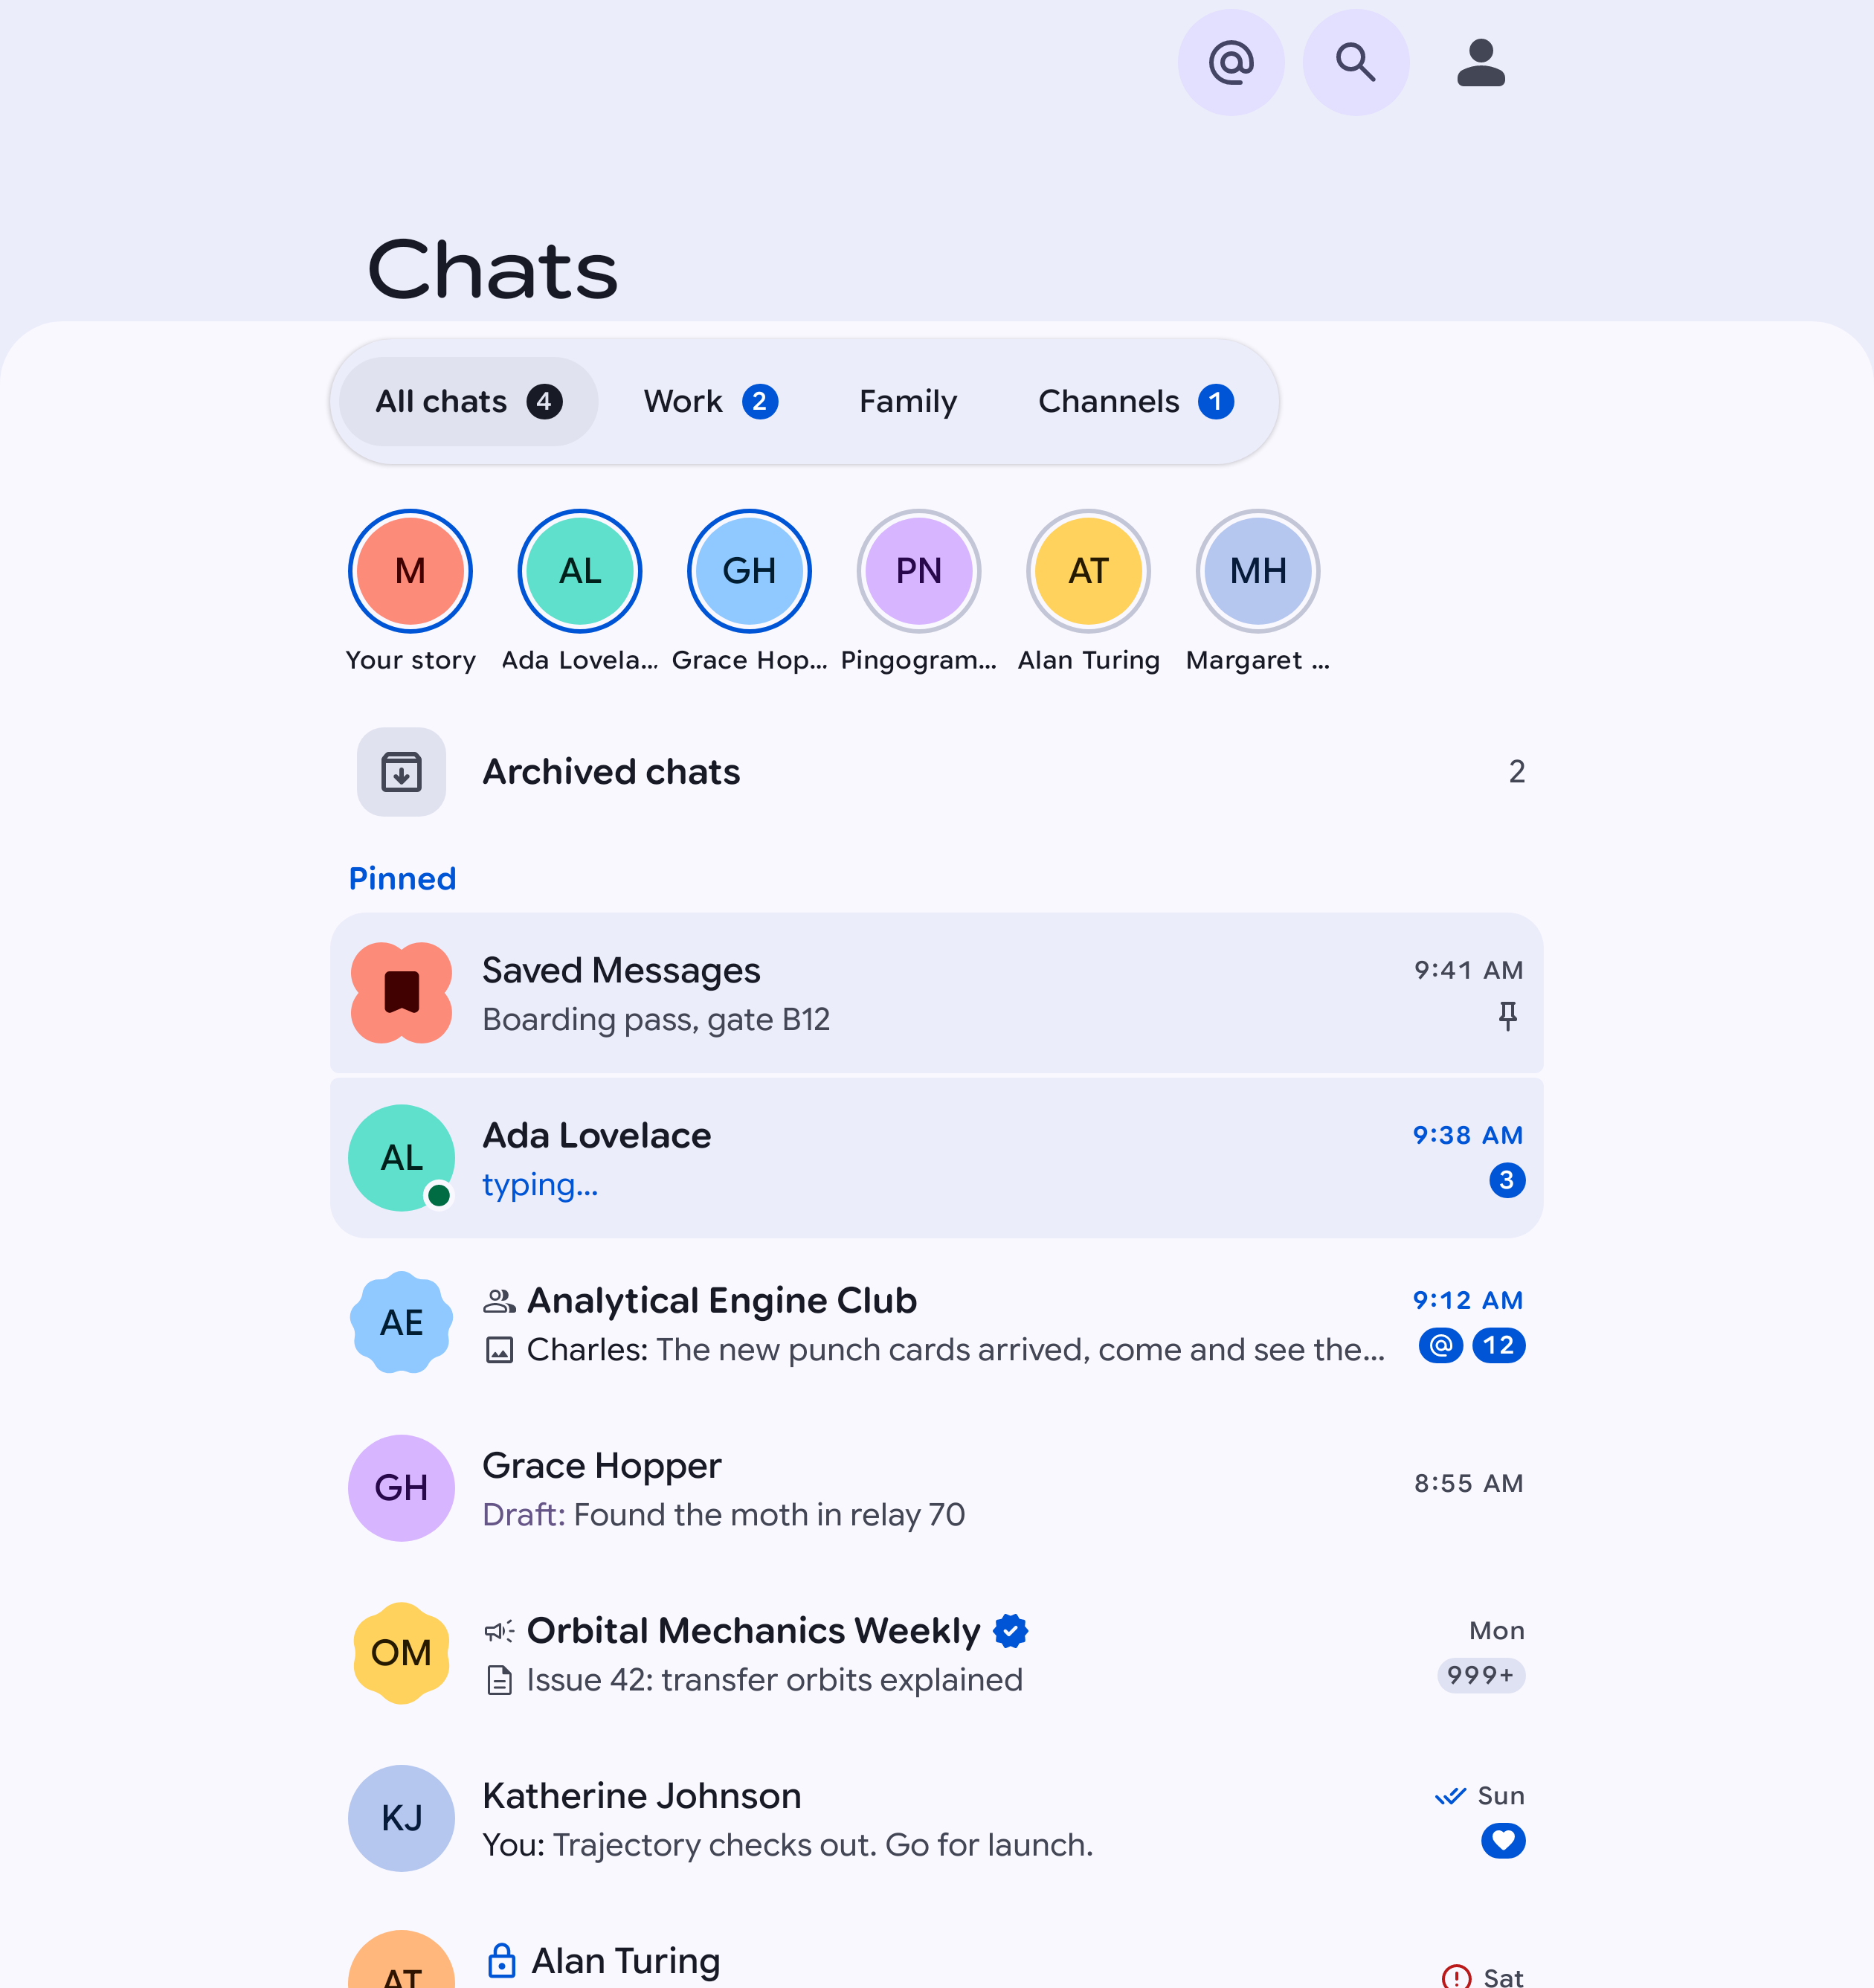 Chats
All chats 4 Work 2 Family Channels 1
M AL GH PN AT MH
Your story Ada Lovela... Grace Hop... Pingogram... Alan Turing Margaret ...
Archived chats 2
Pinned
Saved Messages 9:41 AM
Boarding pass, gate B12
AL Ada Lovelace 9:38 AM
typing... 3
AE Analytical Engine Club 9:12 AM
Charles: The new punch cards arrived, come and see the... @ 12
GH Grace Hopper 8:55 AM
Draft: Found the moth in relay 70
OM Orbital Mechanics Weekly Mon
Issue 42: transfer orbits explained 999+
KJ Katherine Johnson Sun
You: Trajectory checks out. Go for launch.
AT Alan Turing Sat